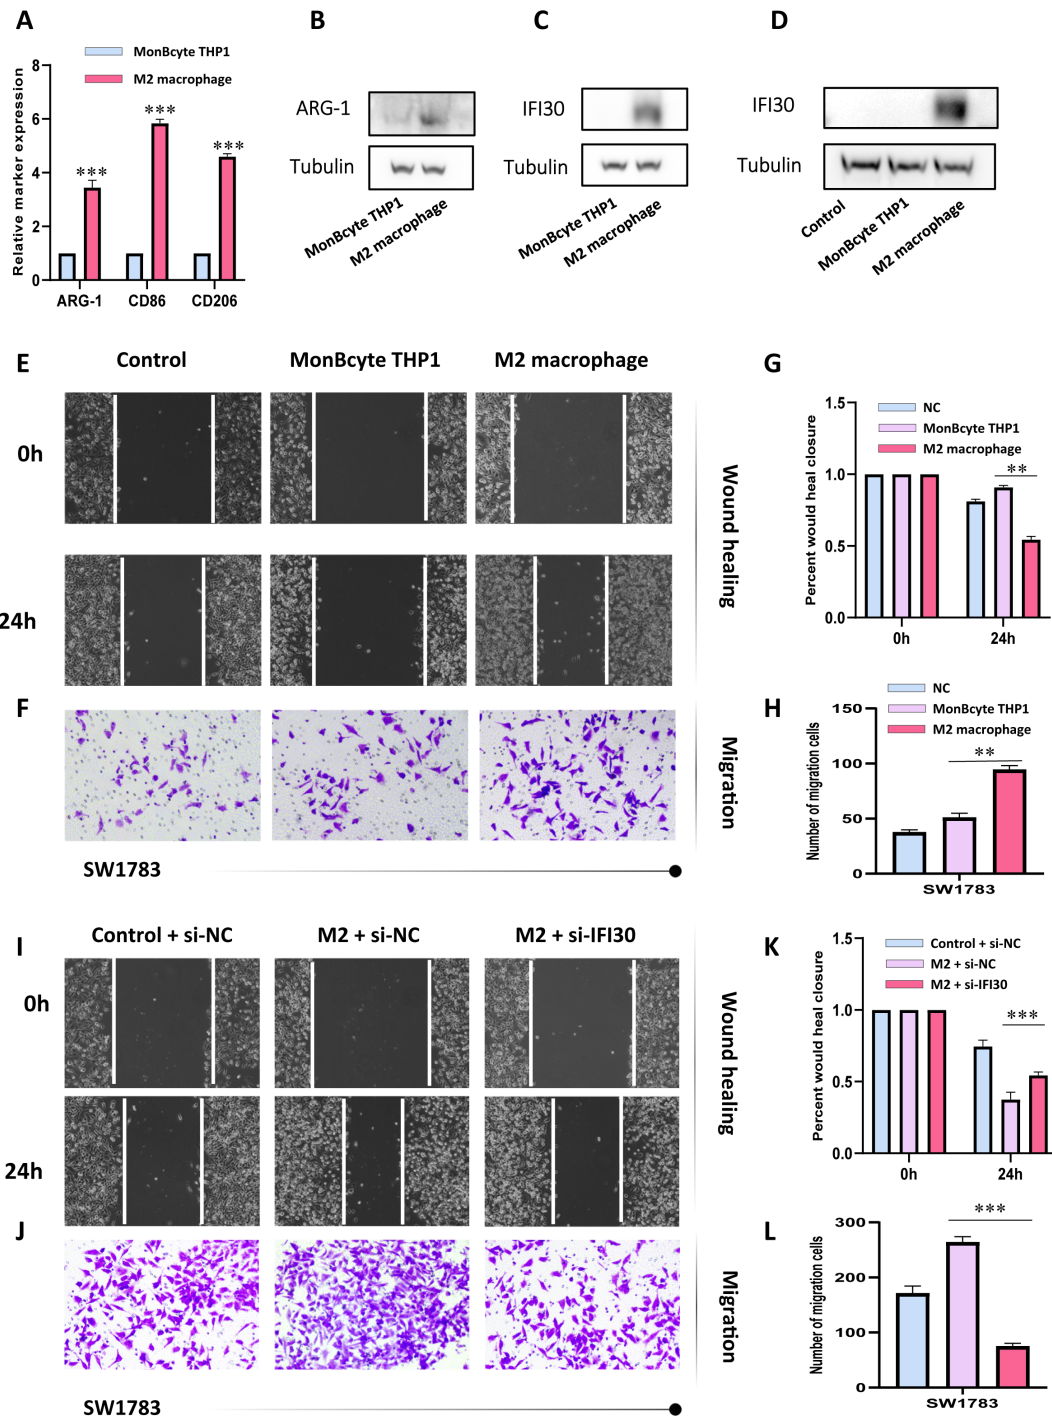 A
MonBcyte THP1
M2 macrophage
Relative marker expression
8
6
4
2
0
***
***
***
ARG-1
CD86
CD206
B
ARG-1
Tubulin
MonBcyte THP1
M2 macrophage
C
IFI30
Tubulin
MonBcyte THP1
M2 macrophage
D
IFI30
Tubulin
Control
MonBcyte THP1
M2 macrophage
E
Control
MonBcyte THP1
M2 macrophage
0h
24h
Wound healing
G
NC
MonBcyte THP1
M2 macrophage
Percent would heal closure
1.5
1.0
0.5
0.0
**
0h
24h
F
Migration
SW1783
H
NC
MonBcyte THP1
M2 macrophage
Number of migration cells
150
100
50
0
**
SW1783
I
Control + si-NC
M2 + si-NC
M2 + si-IFI30
0h
24h
Wound healing
K
Control + si-NC
M2 + si-NC
M2 + si-IFI30
Percent would heal closure
1.5
1.0
0.5
0.0
***
0h
24h
J
Migration
SW1783
L
Number of migration cells
300
200
100
0
***
SW1783